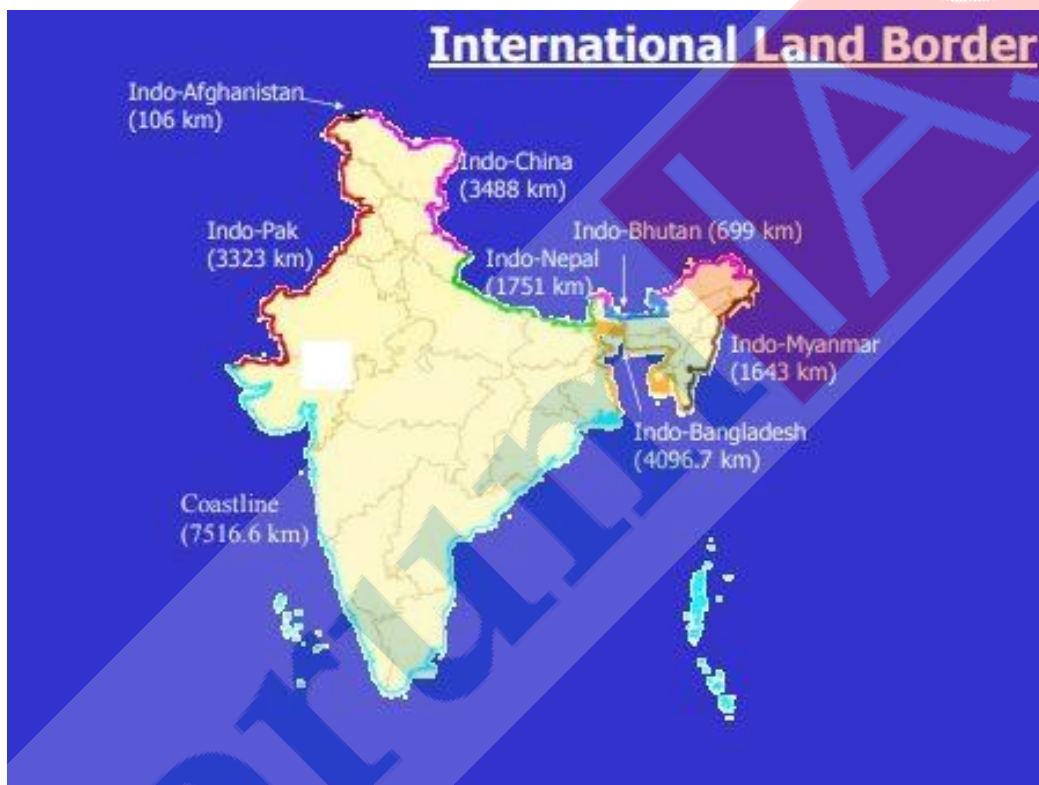 International Land Border
Indo-Afghanistan
(106 km)
Indo-China
(3488 km)
Indo-Pak
(3323 km)
Indo-Bhutan (699 km)
Indo-Nepal
(1751 km)
Indo-Myanmar
(1643 km)
Indo-Bangladesh
(4096.7 km)
Coastline
(7516.6 km)